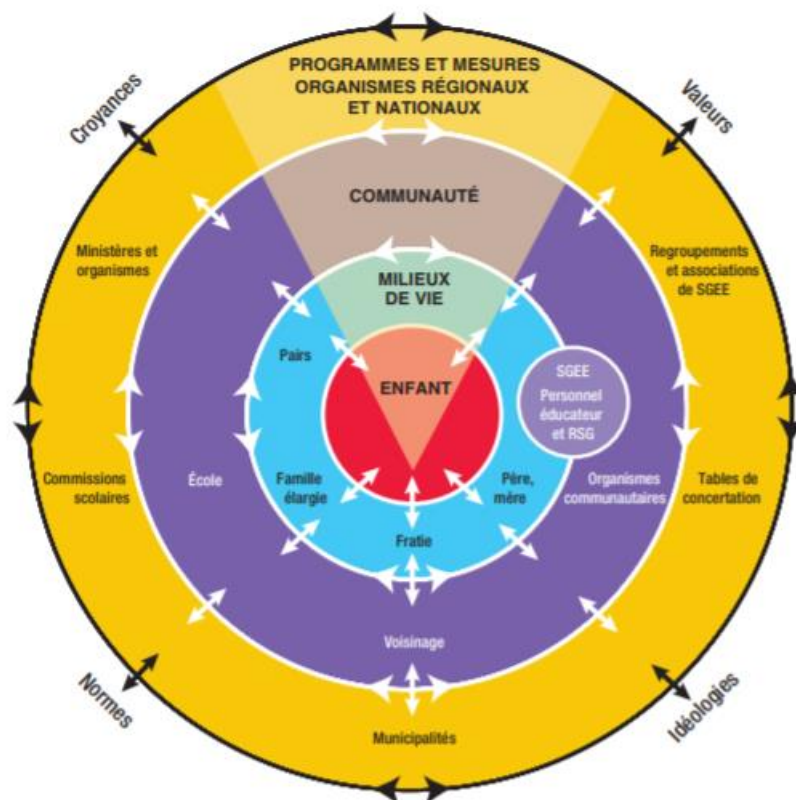 Croyances
Valeurs
PROGRAMMES ET MESURES
ORGANISMES RÉGIONAUX
ET NATIONAUX
COMMUNAUTÉ
Ministères et
organismes
Regroupements
et associations
de SGEE
MILIEUX
DE VIE
Pairs
ENFANT
SGEE
Personnel
éducateur
et RSG
Commissions
scolaires
École
Famille
élargie
Père,
mère
Organismes
communautaires
Tables de
concertation
Fratie
Voisinage
Municipalités
Normes
Idéologies